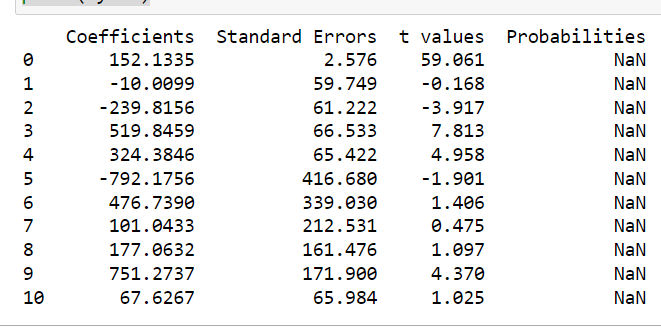 Coefficients Standard Errors t values Probabilities
0 152.1335 2.576 59.061 NaN
1 -10.0099 59.749 -0.168 NaN
2 -239.8156 61.222 -3.917 NaN
3 519.8459 66.533 7.813 NaN
4 324.3846 65.422 4.958 NaN
5 -792.1756 416.680 -1.901 NaN
6 476.7390 339.030 1.406 NaN
7 101.0433 212.531 0.475 NaN
8 177.0632 161.476 1.097 NaN
9 751.2737 171.900 4.370 NaN
10 67.6267 65.984 1.025 NaN